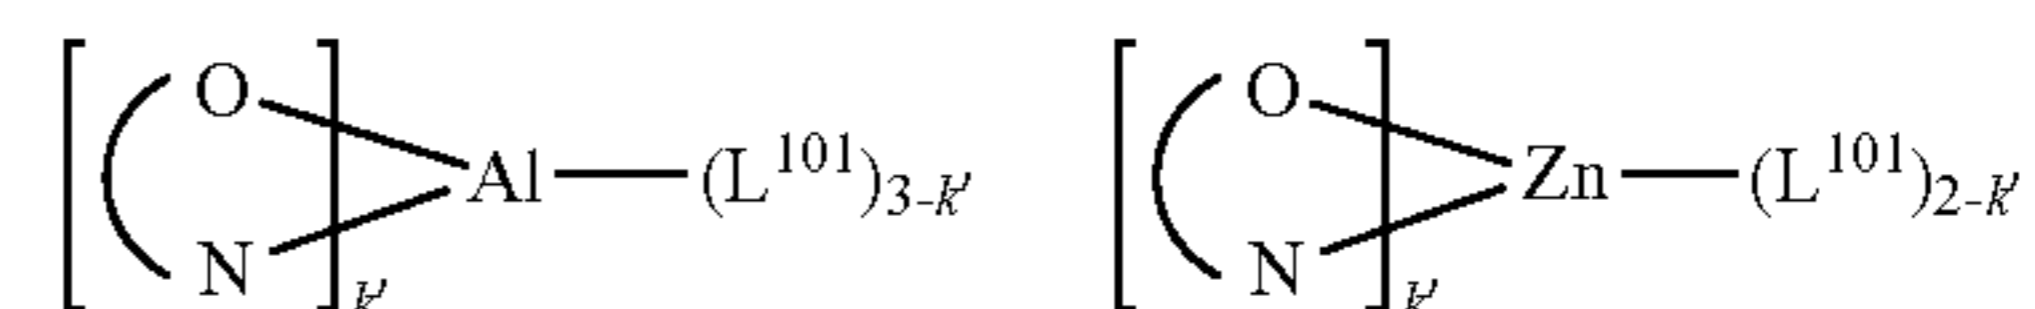 [ O N ]k' Al—(L101)3-k' [ O N ]k' Zn—(L101)2-k'